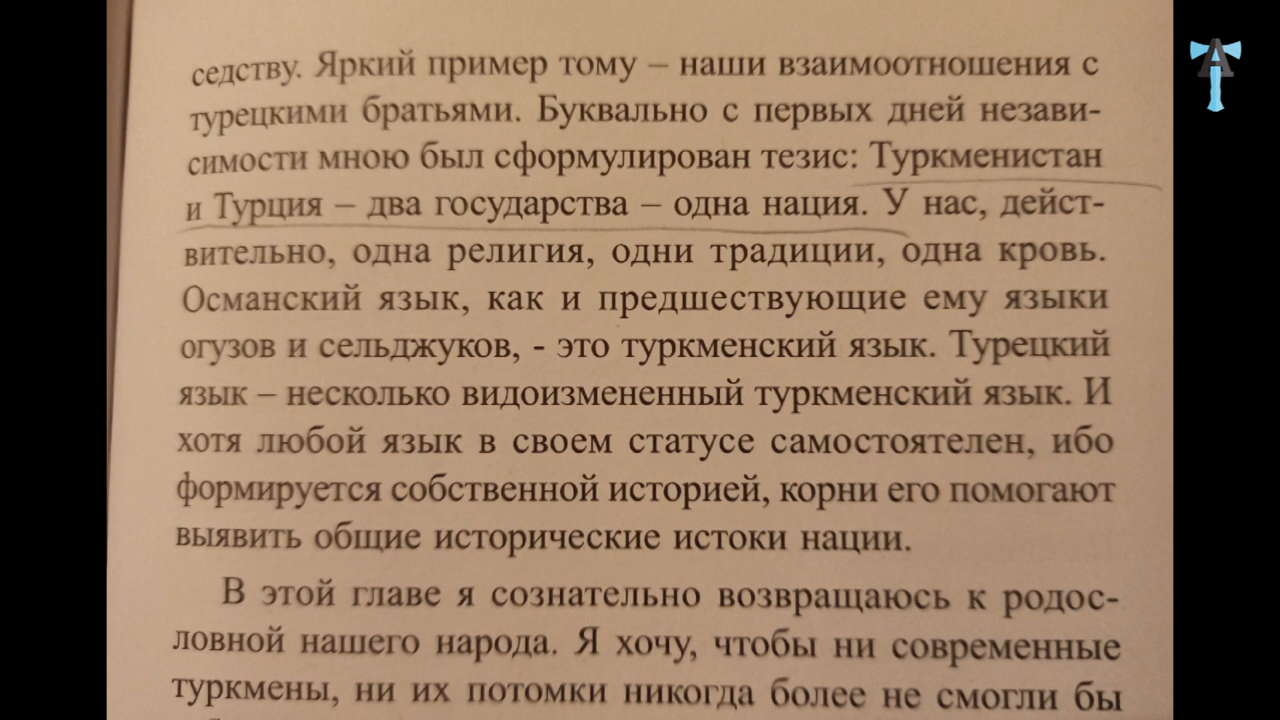 седству. Яркий пример тому – наши взаимоотношения с
турецкими братьями. Буквально с первых дней незави-
симости мною был сформулирован тезис: Туркменистан
и Турция – два государства – одна нация. У нас, дейст-
вительно, одна религия, одни традиции, одна кровь.
Османский язык, как и предшествующие ему языки
огузов и сельджуков, - это туркменский язык. Турецкий
язык – несколько видоизмененный туркменский язык. И
хотя любой язык в своем статусе самостоятелен, ибо
формируется собственной историей, корни его помогают
выявить общие исторические истоки нации.
В этой главе я сознательно возвращаюсь к родос-
ловной нашего народа. Я хочу, чтобы ни современные
туркмены, ни их потомки никогда более не смогли бы